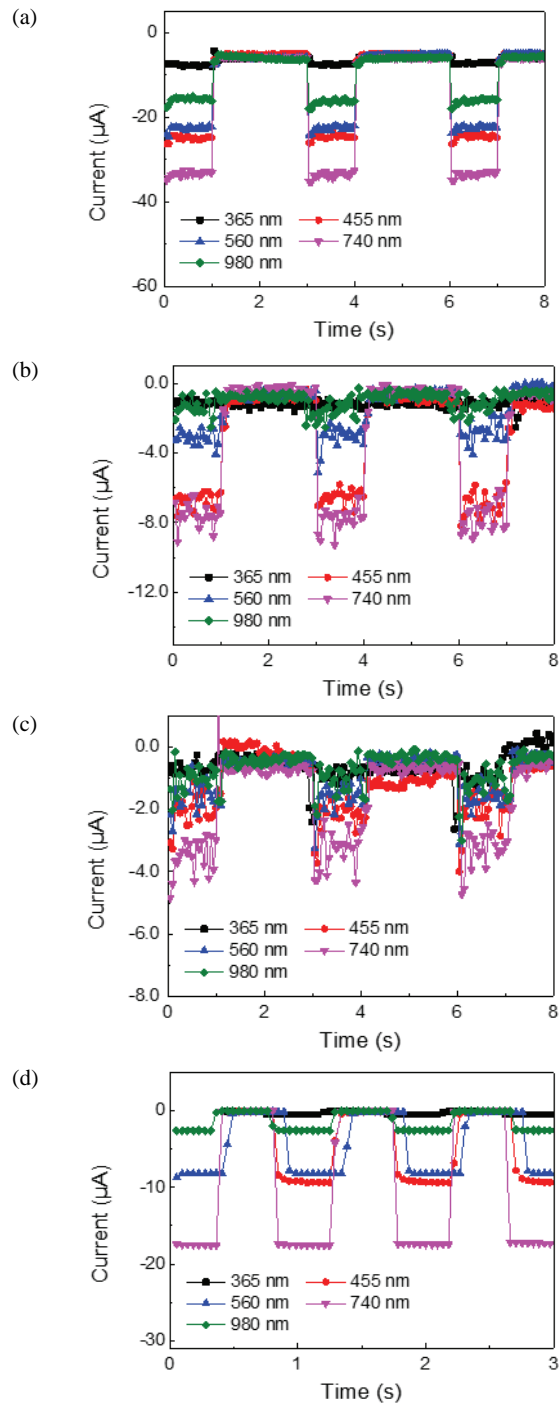 (a)
0
-20
-40
-60
Current (μA)
365 nm 455 nm
560 nm 740 nm
980 nm
0 2 4 6 8
Time (s)
(b)
0.0
-4.0
-8.0
-12.0
Current (μA)
365 nm 455 nm
560 nm 740 nm
980 nm
0 2 4 6 8
Time (s)
(c)
0.0
-2.0
-4.0
-6.0
-8.0
Current (μA)
365 nm 455 nm
560 nm 740 nm
980 nm
0 2 4 6 8
Time (s)
(d)
0
-10
-20
-30
Current (μA)
365 nm 455 nm
560 nm 740 nm
980 nm
0 1 2 3
Time (s)